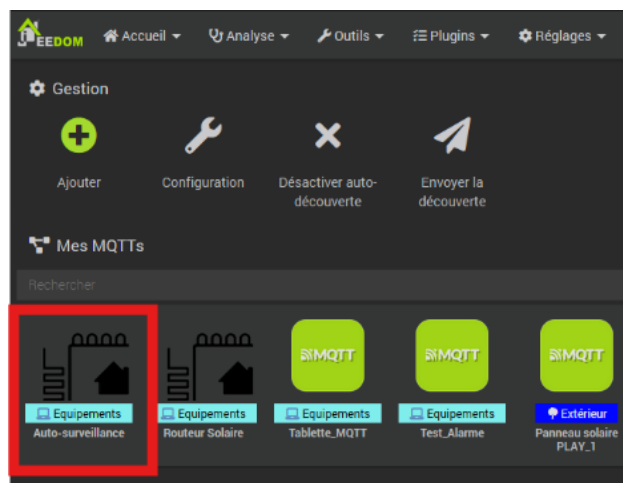 JEEDOM Accueil Analyse Outils Plugins Réglages
Gestion
Ajouter Configuration Désactiver auto-découverte Envoyer la découverte
Mes MQTTs
Rechercher
MQTT MQTT MQTT
Equipements Equipements Equipements Equipements Extérieur
Auto-surveillance Routeur Solaire Tablette_MQTT Test_Alarme Panneau solaire
PLAY_1